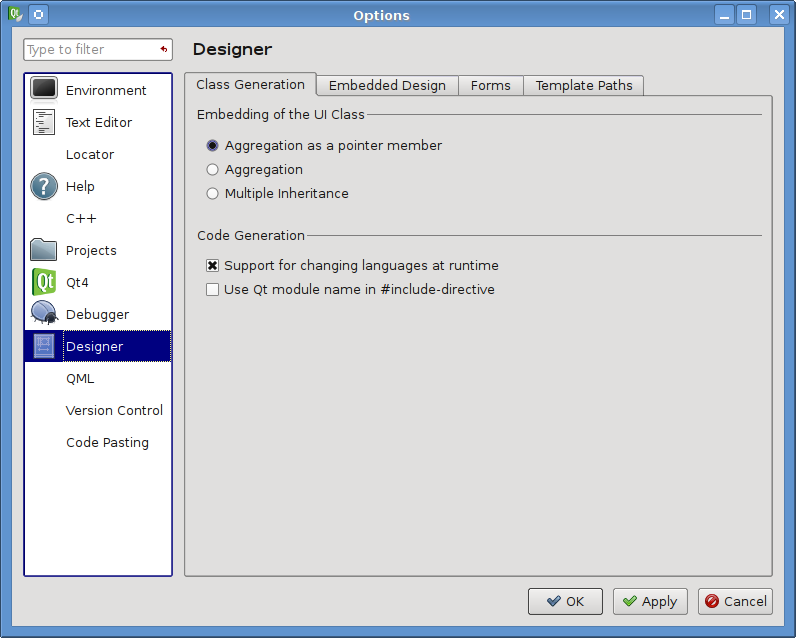 Options
Type to filter
Designer
Environment
Text Editor
Locator
Help
C++
Projects
Qt4
Debugger
Designer
QML
Version Control
Code Pasting
Class Generation
Embedded Design
Forms
Template Paths
Embedding of the UI Class
Aggregation as a pointer member
Aggregation
Multiple Inheritance
Code Generation
Support for changing languages at runtime
Use Qt module name in #include-directive
OK
Apply
Cancel